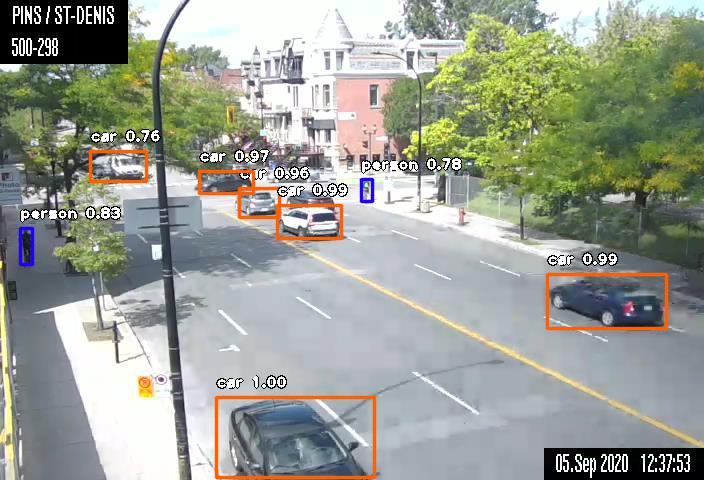 PINS / ST-DENIS
500-298
car 0.76
car 0.97
car 0.96
person 0.78
car 0.99
person 0.83
car 0.99
car 1.00
Photo
05.Sep 2020 12:37:53